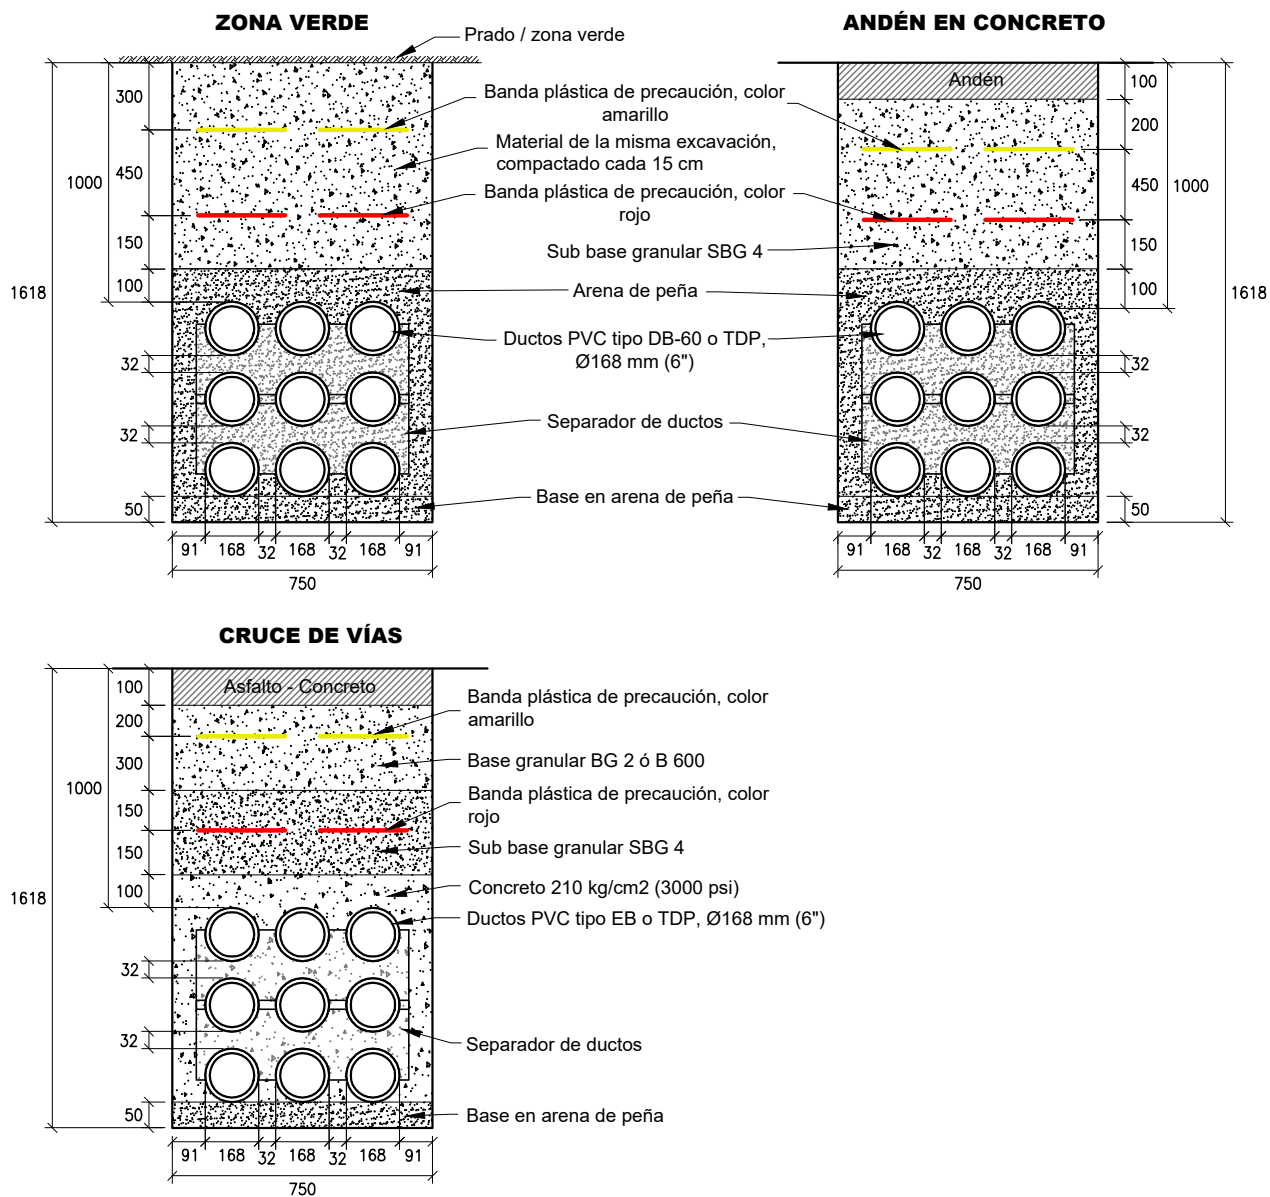 ZONA VERDE
Prado / zona verde
300
450
1000
150
100
1618
32
32
50
91 168 32 168 32 168 91
750
Banda plástica de precaución, color
amarillo
Material de la misma excavación,
compactado cada 15 cm
Banda plástica de precaución, color
rojo
Sub base granular SBG 4
Arena de peña
Ductos PVC tipo DB-60 o TDP,
Ø168 mm (6")
Separador de ductos
Base en arena de peña
ANDÉN EN CONCRETO
Andén
100
200
450
1000
150
100
1618
32
32
50
91 168 32 168 32 168 91
750
CRUCE DE VÍAS
Asfalto - Concreto
100
200
300
1000
150
150
100
1618
32
32
50
91 168 32 168 32 168 91
750
Banda plástica de precaución, color
amarillo
Base granular BG 2 ó B 600
Banda plástica de precaución, color
rojo
Sub base granular SBG 4
Concreto 210 kg/cm2 (3000 psi)
Ductos PVC tipo EB o TDP, Ø168 mm (6")
Separador de ductos
Base en arena de peña